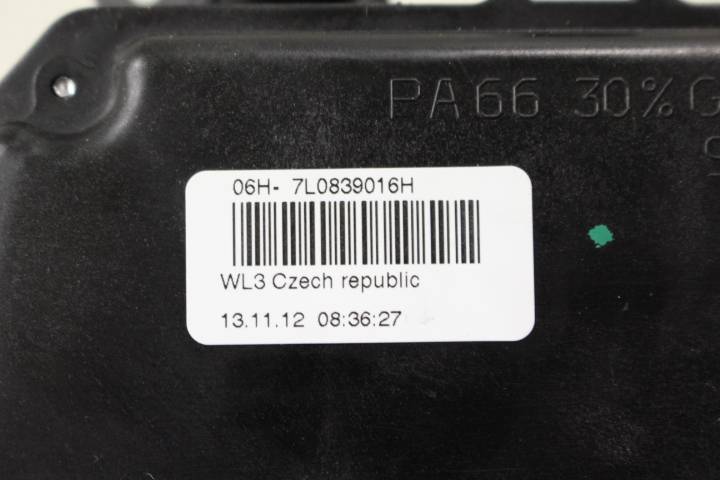 PA66 30%G
06H- 7L0839016H
WL3 Czech republic
13.11.12 08:36:27